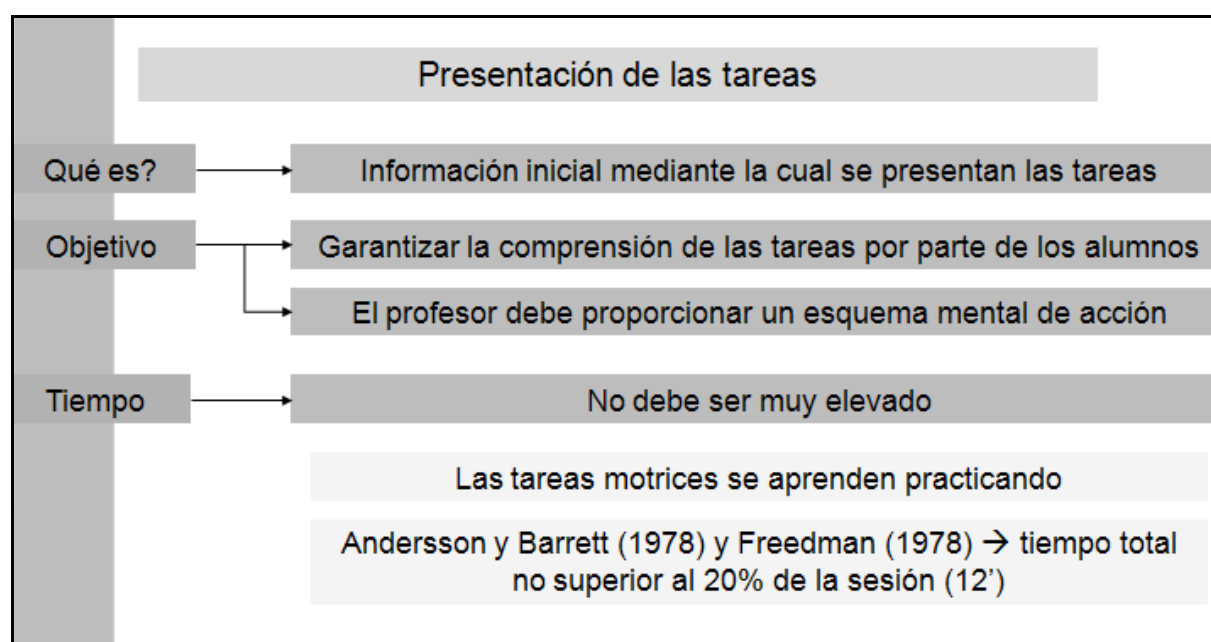 Presentación de las tareas
Qué es?
Información inicial mediante la cual se presentan las tareas
Objetivo
Garantizar la comprensión de las tareas por parte de los alumnos
El profesor debe proporcionar un esquema mental de acción
Tiempo
No debe ser muy elevado
Las tareas motrices se aprenden practicando
Andersson y Barrett (1978) y Freedman (1978) → tiempo total
no superior al 20% de la sesión (12’)